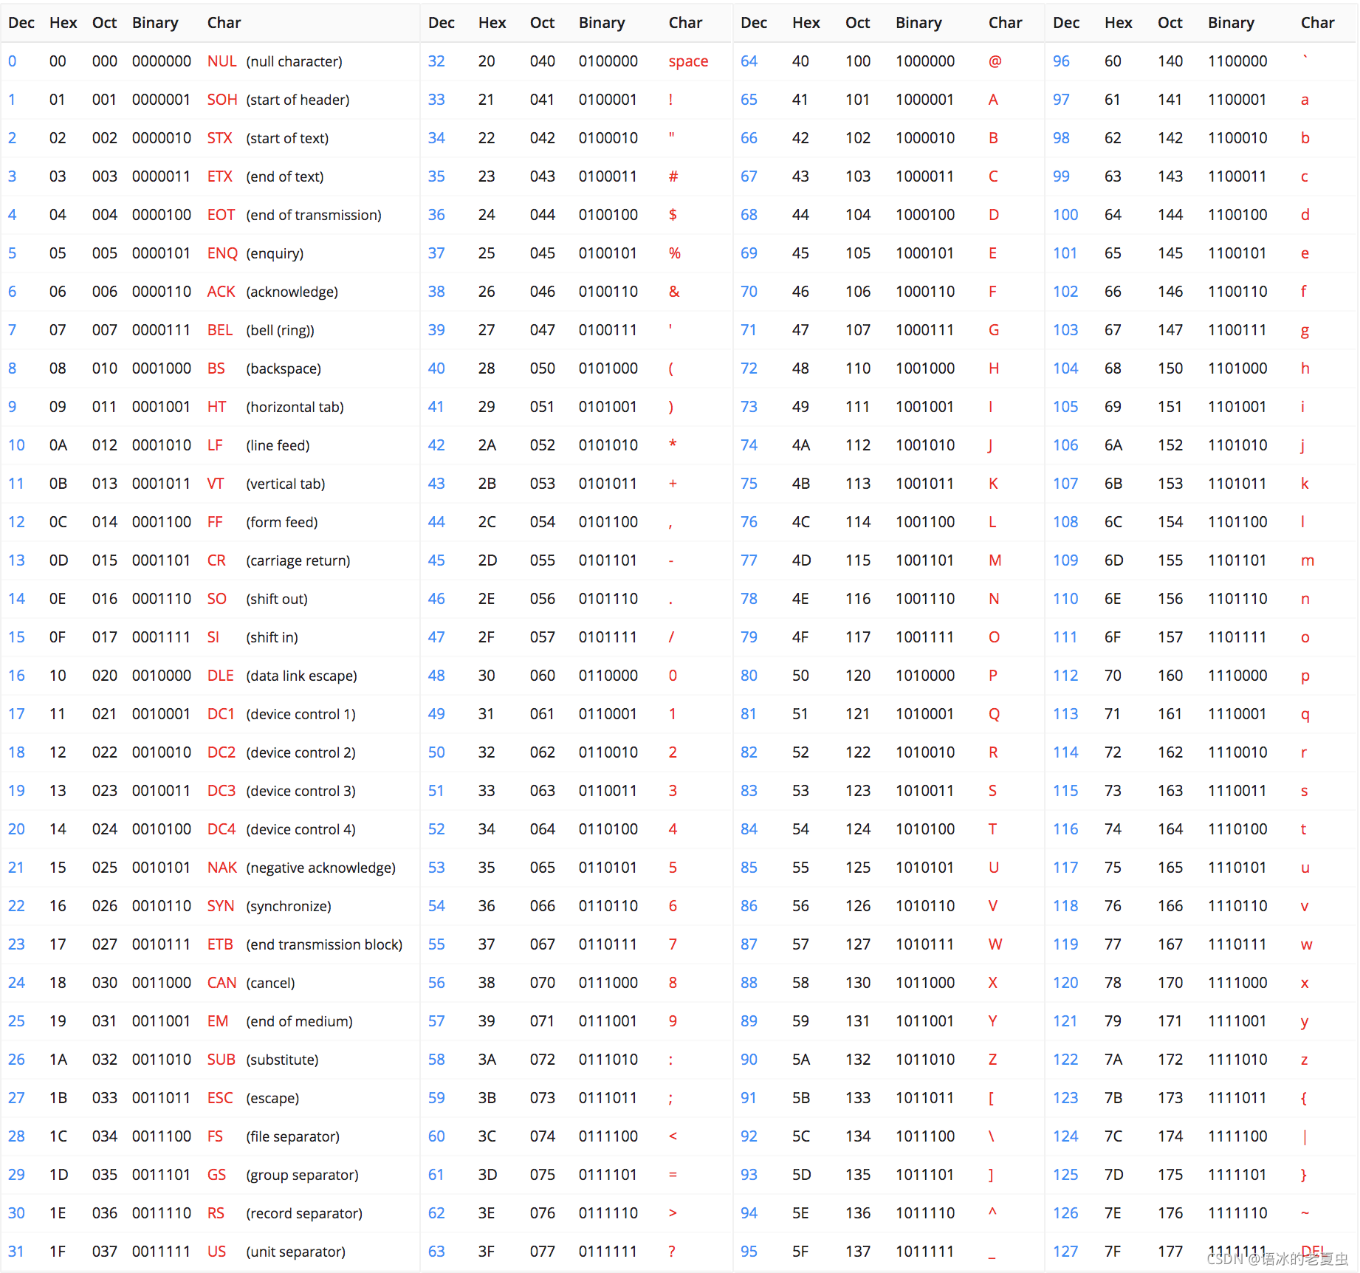 Dec Hex Oct Binary Char Dec Hex Oct Binary Char Dec Hex Oct Binary Char Dec Hex Oct Binary Char
0 00 000 0000000 NUL (null character) 32 20 040 0100000 space 64 40 100 1000000 @ 96 60 140 1100000 `
1 01 001 0000001 SOH (start of header) 33 21 041 0100001 ! 65 41 101 1000001 A 97 61 141 1100001 a
2 02 002 0000010 STX (start of text) 34 22 042 0100010 " 66 42 102 1000010 B 98 62 142 1100010 b
3 03 003 0000011 ETX (end of text) 35 23 043 0100011 # 67 43 103 1000011 C 99 63 143 1100011 c
4 04 004 0000100 EOT (end of transmission) 36 24 044 0100100 $ 68 44 104 1000100 D 100 64 144 1100100 d
5 05 005 0000101 ENQ (enquiry) 37 25 045 0100101 % 69 45 105 1000101 E 101 65 145 1100101 e
6 06 006 0000110 ACK (acknowledge) 38 26 046 0100110 & 70 46 106 1000110 F 102 66 146 1100110 f
7 07 007 0000111 BEL (bell (ring)) 39 27 047 0100111 ' 71 47 107 1000111 G 103 67 147 1100111 g
8 08 010 0001000 BS (backspace) 40 28 050 0101000 ( 72 48 110 1001000 H 104 68 150 1101000 h
9 09 011 0001001 HT (horizontal tab) 41 29 051 0101001 ) 73 49 111 1001001 I 105 69 151 1101001 i
10 0A 012 0001010 LF (line feed) 42 2A 052 0101010 * 74 4A 112 1001010 J 106 6A 152 1101010 j
11 0B 013 0001011 VT (vertical tab) 43 2B 053 0101011 + 75 4B 113 1001011 K 107 6B 153 1101011 k
12 0C 014 0001100 FF (form feed) 44 2C 054 0101100 , 76 4C 114 1001100 L 108 6C 154 1101100 l
13 0D 015 0001101 CR (carriage return) 45 2D 055 0101101 - 77 4D 115 1001101 M 109 6D 155 1101101 m
14 0E 016 0001110 SO (shift out) 46 2E 056 0101110 . 78 4E 116 1001110 N 110 6E 156 1101110 n
15 0F 017 0001111 SI (shift in) 47 2F 057 0101111 / 79 4F 117 1001111 O 111 6F 157 1101111 o
16 10 020 0010000 DLE (data link escape) 48 30 060 0110000 0 80 50 120 1010000 P 112 70 160 1110000 p
17 11 021 0010001 DC1 (device control 1) 49 31 061 0110001 1 81 51 121 1010001 Q 113 71 161 1110001 q
18 12 022 0010010 DC2 (device control 2) 50 32 062 0110010 2 82 52 122 1010010 R 114 72 162 1110010 r
19 13 023 0010011 DC3 (device control 3) 51 33 063 0110011 3 83 53 123 1010011 S 115 73 163 1110011 s
20 14 024 0010100 DC4 (device control 4) 52 34 064 0110100 4 84 54 124 1010100 T 116 74 164 1110100 t
21 15 025 0010101 NAK (negative acknowledge) 53 35 065 0110101 5 85 55 125 1010101 U 117 75 165 1110101 u
22 16 026 0010110 SYN (synchronize) 54 36 066 0110110 6 86 56 126 1010110 V 118 76 166 1110110 v
23 17 027 0010111 ETB (end transmission block) 55 37 067 0110111 7 87 57 127 1010111 W 119 77 167 1110111 w
24 18 030 0011000 CAN (cancel) 56 38 070 0111000 8 88 58 130 1011000 X 120 78 170 1111000 x
25 19 031 0011001 EM (end of medium) 57 39 071 0111001 9 89 59 131 1011001 Y 121 79 171 1111001 y
26 1A 032 0011010 SUB (substitute) 58 3A 072 0111010 : 90 5A 132 1011010 Z 122 7A 172 1111010 z
27 1B 033 0011011 ESC (escape) 59 3B 073 0111011 ; 91 5B 133 1011011 [ 123 7B 173 1111011 {
28 1C 034 0011100 FS (file separator) 60 3C 074 0111100 < 92 5C 134 1011100 \ 124 7C 174 1111100 |
29 1D 035 0011101 GS (group separator) 61 3D 075 0111101 = 93 5D 135 1011101 ] 125 7D 175 1111101 }
30 1E 036 0011110 RS (record separator) 62 3E 076 0111110 > 94 5E 136 1011110 ^ 126 7E 176 1111110 ~
31 1F 037 0011111 US (unit separator) 63 3F 077 0111111 ? 95 5F 137 1011111 _ 127 7F 177 1111111 DEL
CSDN @语冰的老夏虫